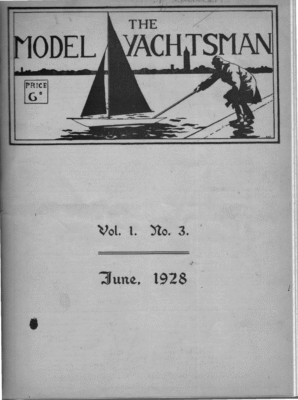 THE
MODEL YACHTSMAN
PRICE
6ᴰ
Vol. 1. No. 3.
June, 1928